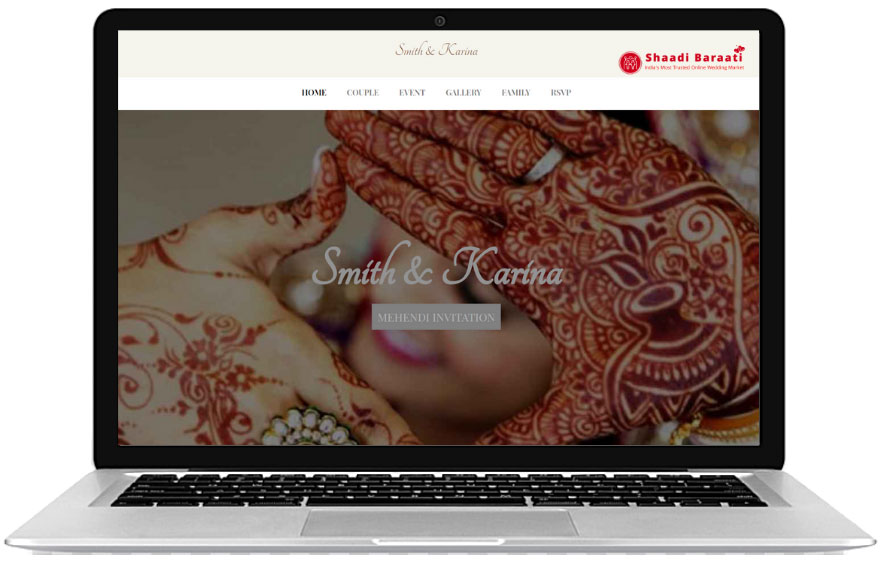 Smith & Karina
Shaadi Baraati
India's Most Trusted Online Wedding Market
HOME COUPLE EVENT GALLERY FAMILY RSVP
Smith & Karina
MEHENDI INVITATION